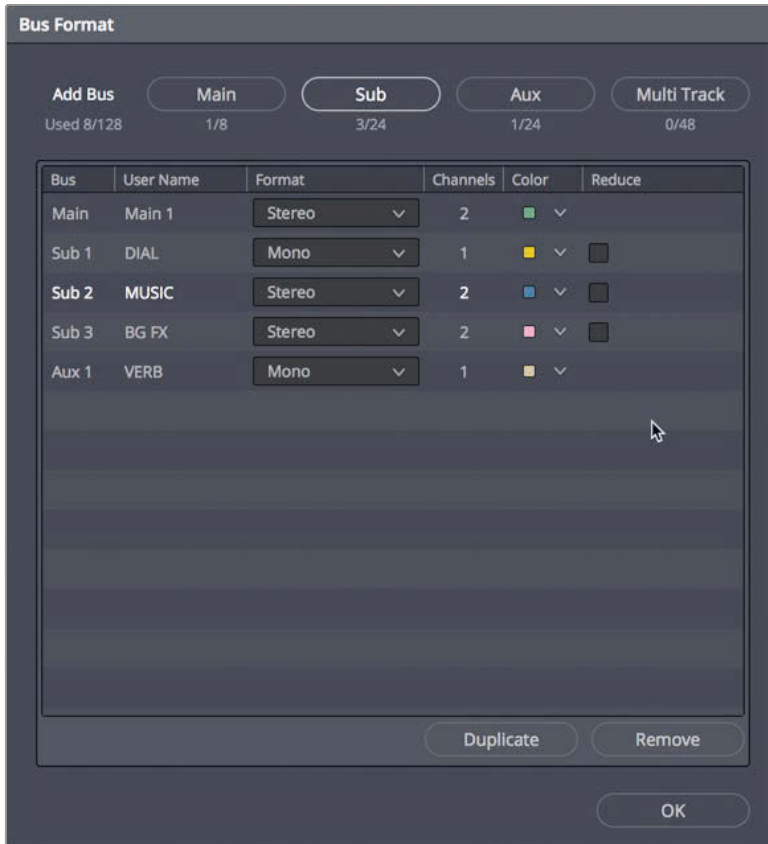 Bus Format
Add Bus Main Sub Aux Multi Track
Used 8/128 1/8 3/24 1/24 0/48
Bus User Name Format Channels Color Reduce
Main Main 1 Stereo 2
Sub 1 DIAL Mono 1
Sub 2 MUSIC Stereo 2
Sub 3 BG FX Stereo 2
Aux 1 VERB Mono 1
Duplicate Remove
OK